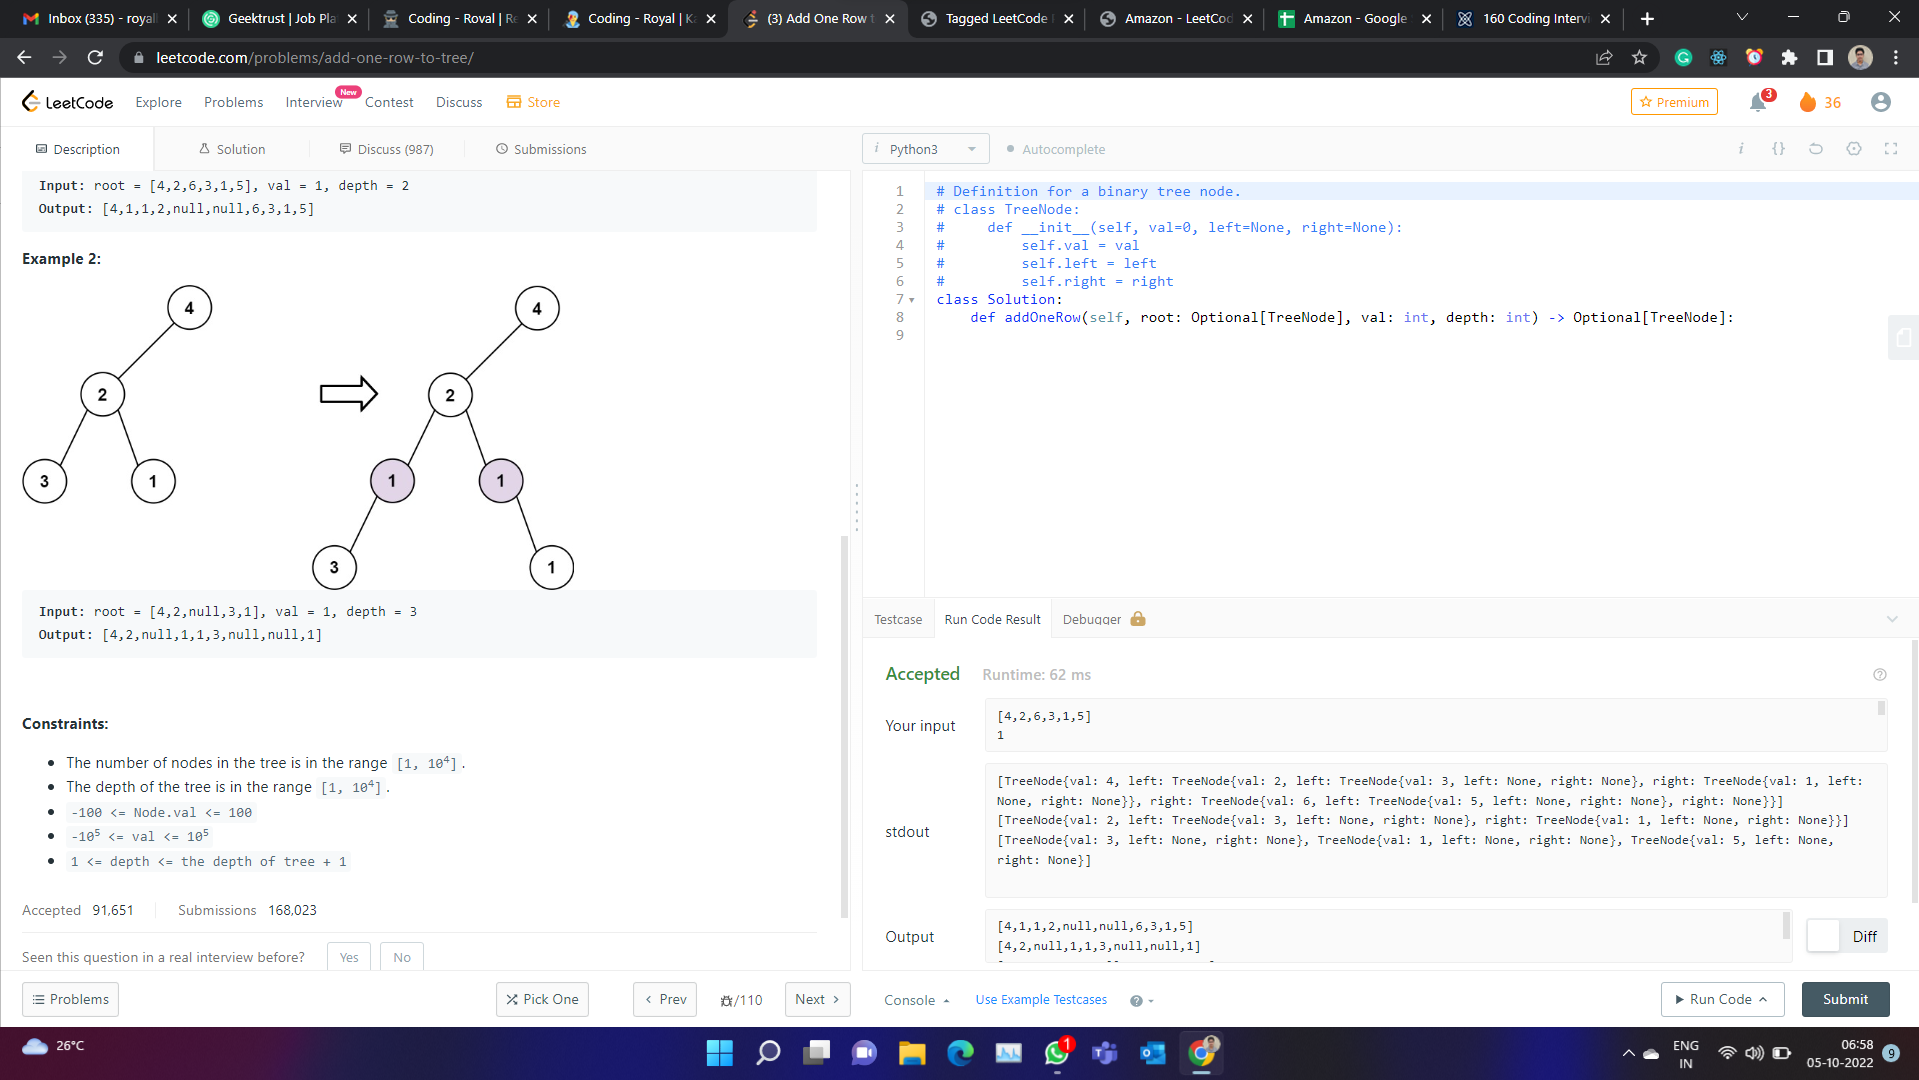 Inbox (335) - royall
Geektrust | Job Pla
Coding - Royal | Re
Coding - Royal | Ka
(3) Add One Row t
Tagged LeetCode
Amazon - LeetCod
Amazon - Google
160 Coding Intervi
leetcode.com/problems/add-one-row-to-tree/
LeetCode
Explore
Problems
Interview
New
Contest
Discuss
Store
Premium
3
36
Description
Solution
Discuss (987)
Submissions
i Python3
Autocomplete
i {}
Input: root = [4,2,6,3,1,5], val = 1, depth = 2
Output: [4,1,1,2,null,null,6,3,1,5]
Example 2:
4
2
3
1
4
2
1
1
3
1
Input: root = [4,2,null,3,1], val = 1, depth = 3
Output: [4,2,null,1,1,3,null,null,1]
Constraints:
• The number of nodes in the tree is in the range [1, 10⁴].
• The depth of the tree is in the range [1, 10⁴].
• -100 <= Node.val <= 100
• -10⁵ <= val <= 10⁵
• 1 <= depth <= the depth of tree + 1
Accepted 91,651
Submissions 168,023
Seen this question in a real interview before?
Yes
No
Problems
Pick One
Prev
/110
Next
1 # Definition for a binary tree node.
2 # class TreeNode:
3 #     def __init__(self, val=0, left=None, right=None):
4 #         self.val = val
5 #         self.left = left
6 #         self.right = right
7 class Solution:
8     def addOneRow(self, root: Optional[TreeNode], val: int, depth: int) -> Optional[TreeNode]:
9
Testcase
Run Code Result
Debugger
Accepted
Runtime: 62 ms
Your input
[4,2,6,3,1,5]
1
stdout
[TreeNode{val: 4, left: TreeNode{val: 2, left: TreeNode{val: 3, left: None, right: None}, right: TreeNode{val: 1, left:
None, right: None}}, right: TreeNode{val: 6, left: TreeNode{val: 5, left: None, right: None}, right: None}}]
[TreeNode{val: 2, left: TreeNode{val: 3, left: None, right: None}, right: TreeNode{val: 1, left: None, right: None}}]
[TreeNode{val: 3, left: None, right: None}, TreeNode{val: 1, left: None, right: None}, TreeNode{val: 5, left: None,
right: None}]
Output
[4,1,1,2,null,null,6,3,1,5]
[4,2,null,1,1,3,null,null,1]
Diff
Console
Use Example Testcases
Run Code
Submit
26°C
1
ENG
IN
06:58
05-10-2022
9